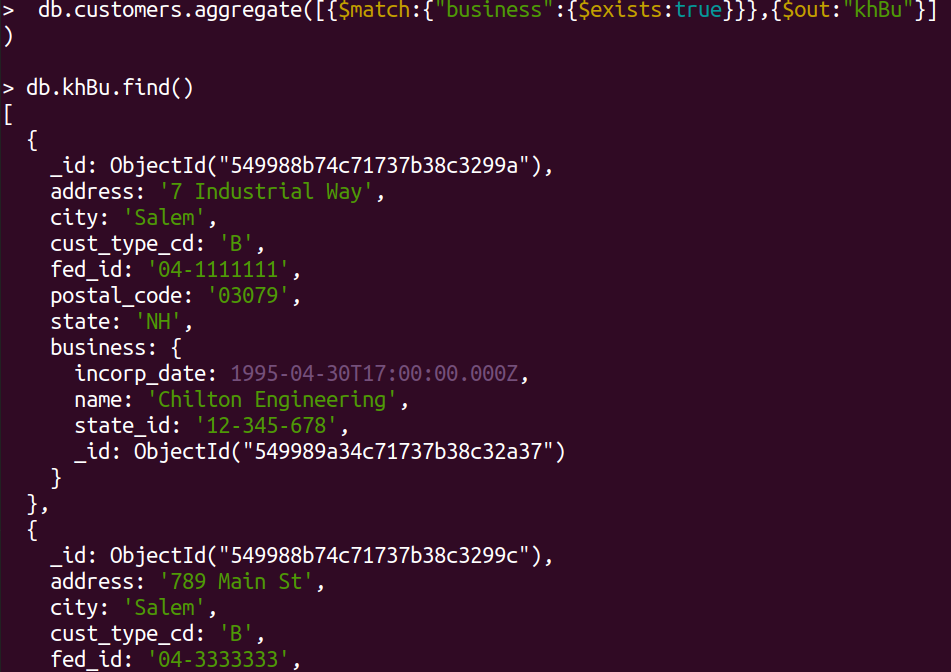 >  db.customers.aggregate([{$match:{"business":{$exists:true}}},{$out:"khBu"}]
)
> db.khBu.find()
[
  {
    _id: ObjectId("549988b74c71737b38c3299a"),
    address: '7 Industrial Way',
    city: 'Salem',
    cust_type_cd: 'B',
    fed_id: '04-1111111',
    postal_code: '03079',
    state: 'NH',
    business: {
      incorp_date: 1995-04-30T17:00:00.000Z,
      name: 'Chilton Engineering',
      state_id: '12-345-678',
      _id: ObjectId("549989a34c71737b38c32a37")
    }
  },
  {
    _id: ObjectId("549988b74c71737b38c3299c"),
    address: '789 Main St',
    city: 'Salem',
    cust_type_cd: 'B',
    fed_id: '04-3333333',